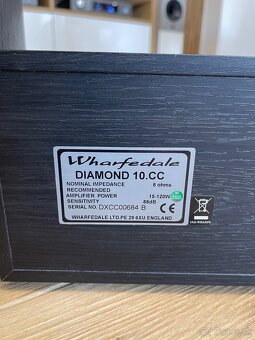 Wharfedale
DIAMOND 10.CC
NOMINAL IMPEDANCE 6 ohms
RECOMMENDED
AMPLIFIER POWER 15-120W
SENSITIVITY 88dB
SERIAL NO. DXCC00684 B CE
WHARFEDALE LTD.PE 29 6XU ENGLAND